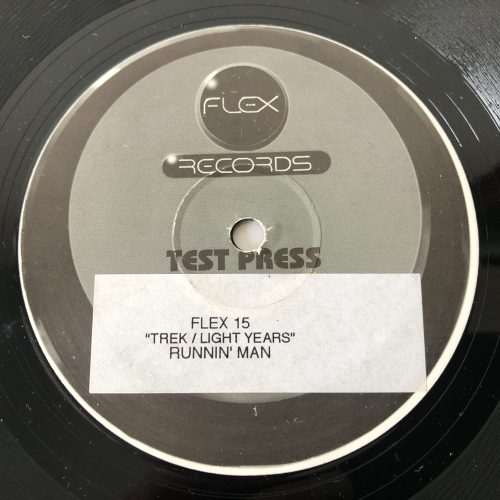 FLEX
RECORDS
TEST PRESS
FLEX 15
"TREK / LIGHT YEARS"
RUNNIN' MAN